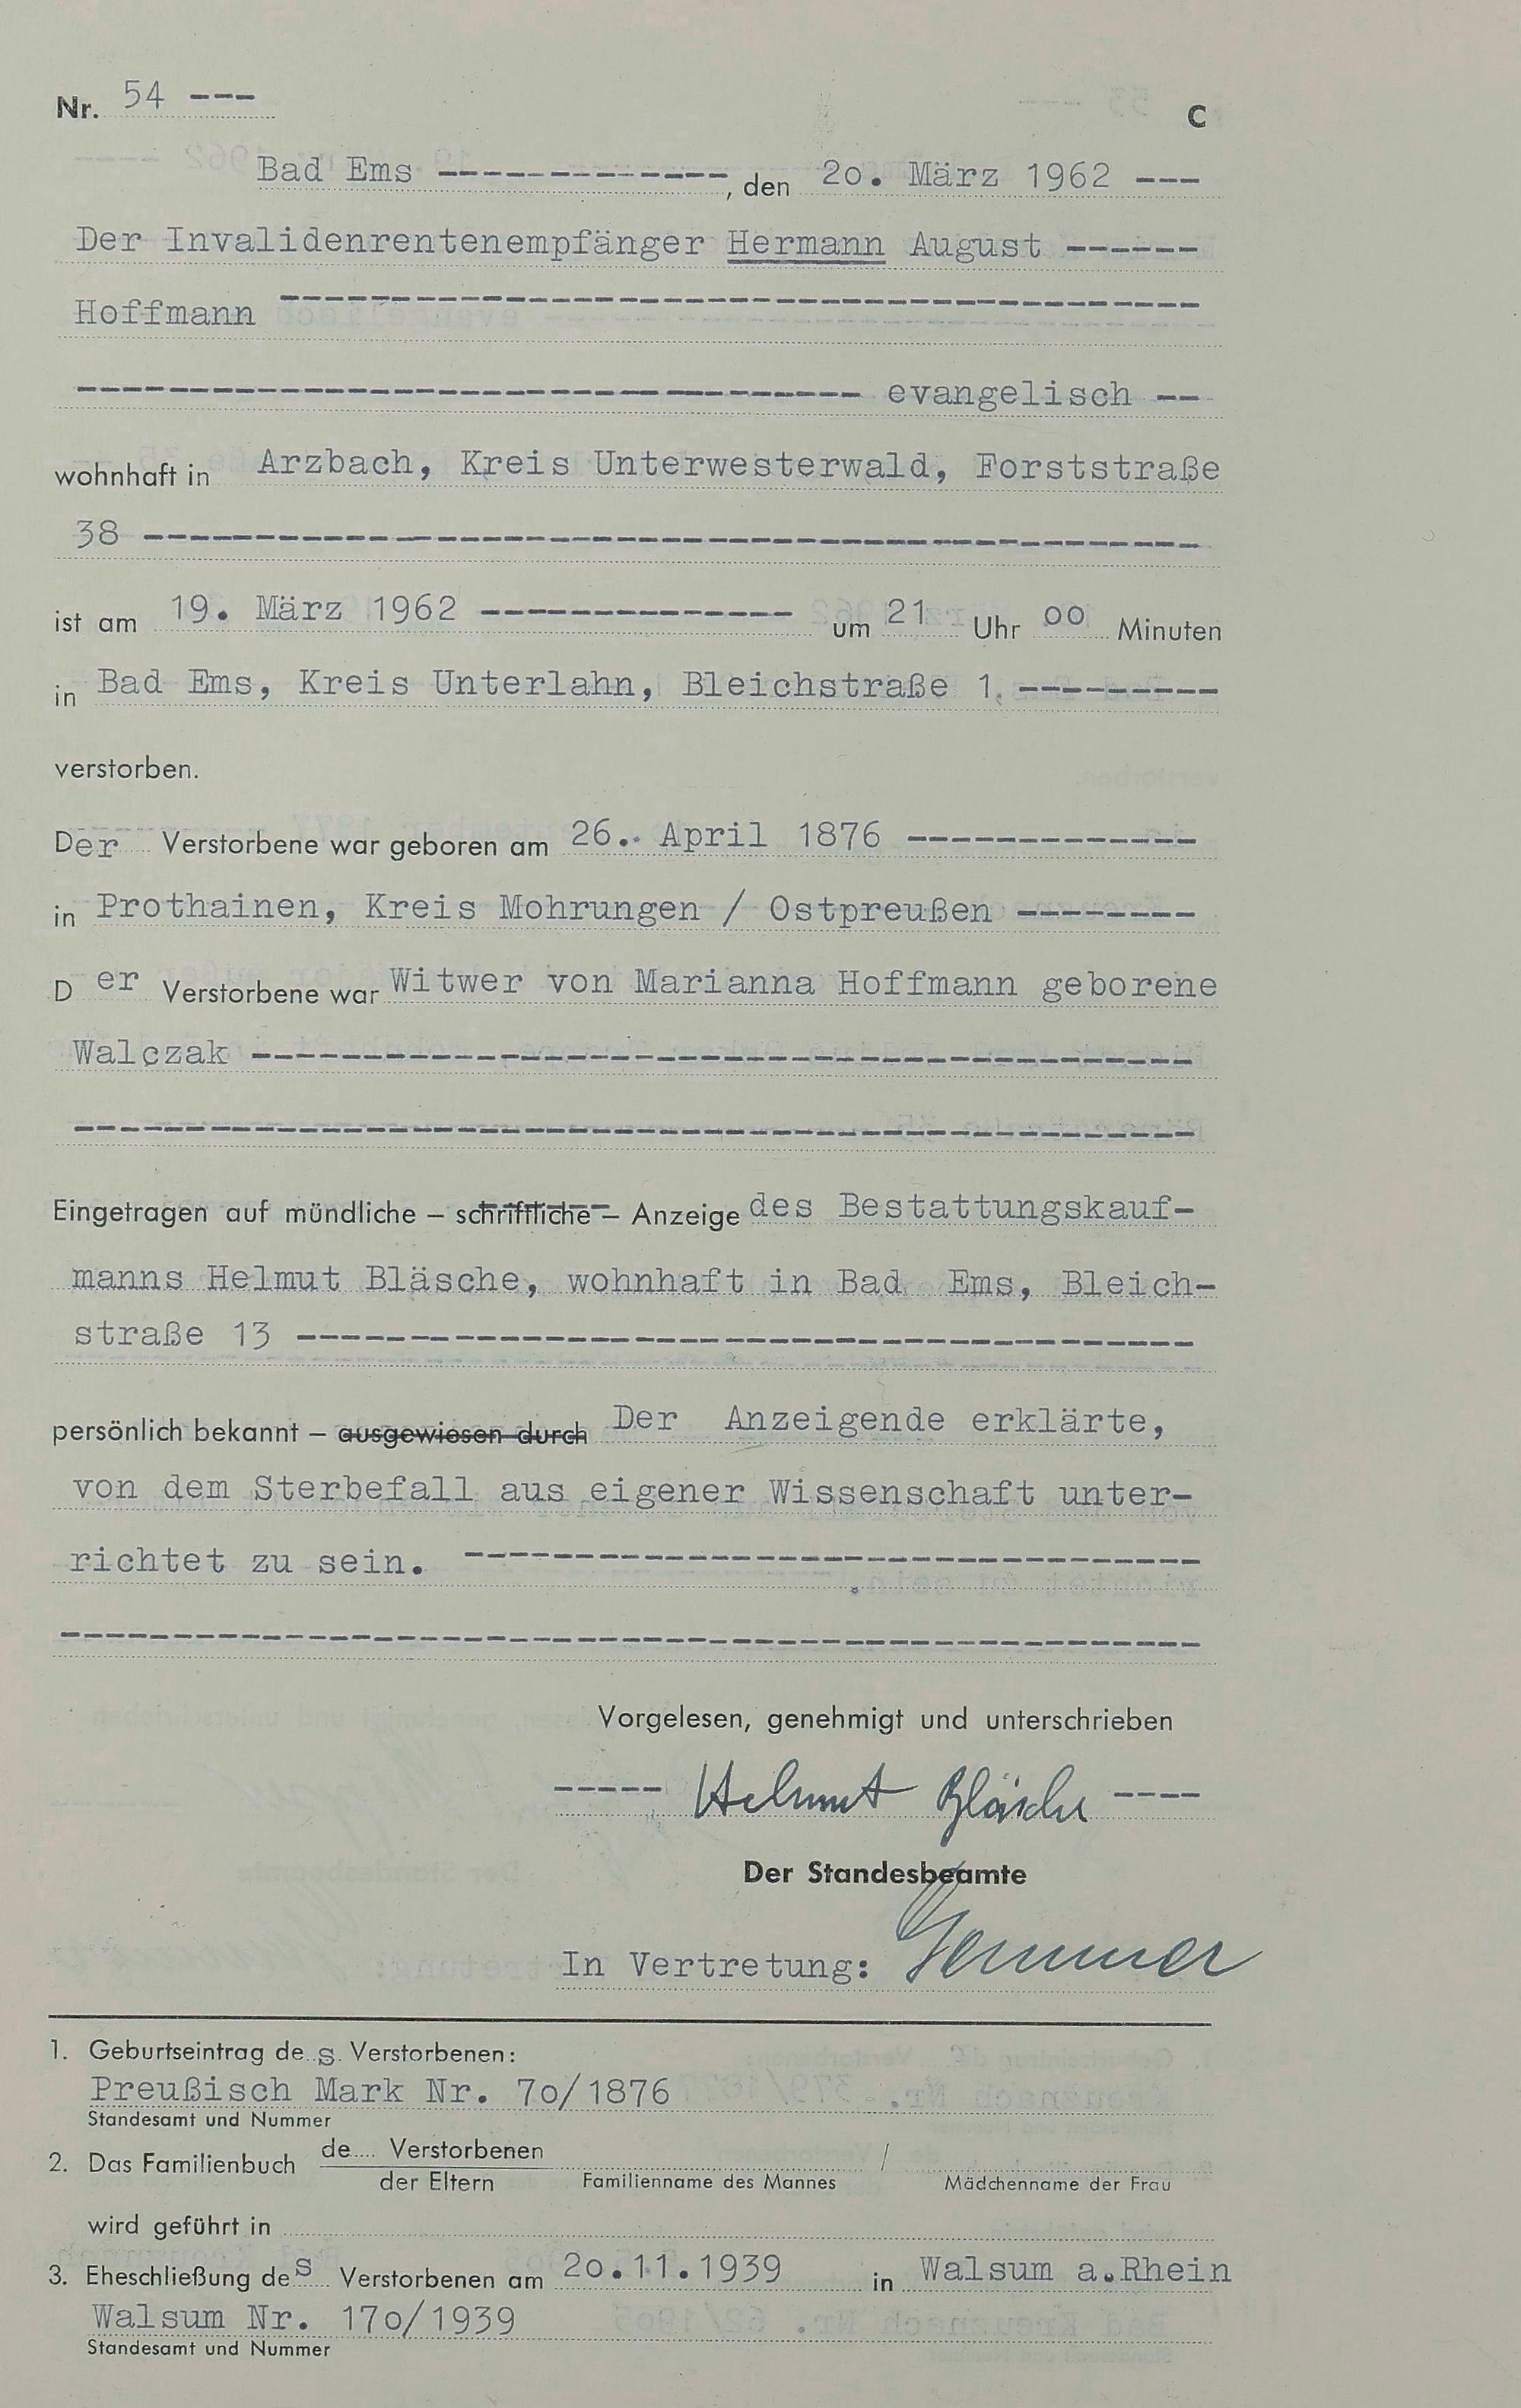 Nr. 54 ---
C
Bad Ems -------------, den 2o. März 1962 ---
Der Invalidenrentenempfänger Hermann August ------
Hoffmann -----------------------------------------
----------------------------------- evangelisch --
wohnhaft in Arzbach, Kreis Unterwesterwald, Forststraße
38 -----------------------------------------------
ist am 19. März 1962 -------------- um 21 Uhr oo Minuten
in Bad Ems, Kreis Unterlahn, Bleichstraße 1. ---------
verstorben.
Der Verstorbene war geboren am 26. April 1876 -------------
in Prothainen, Kreis Mohrungen / Ostpreußen --------
D er Verstorbene war Witwer von Marianna Hoffmann geborene
Walczak ------------------------------------------
--------------------------------------------------
Eingetragen auf mündliche – schriftliche – Anzeige des Bestattungskauf-
manns Helmut Bläsche, wohnhaft in Bad Ems, Bleich-
straße 13 ----------------------------------------
persönlich bekannt – ausgewiesen durch Der Anzeigende erklärte,
von dem Sterbefall aus eigener Wissenschaft unter-
richtet zu sein. ---------------------------------
---------------------------------------------------
Vorgelesen, genehmigt und unterschrieben
----- Helmut Bläsche ----
Der Standesbeamte
In Vertretung:
1. Geburtseintrag de s Verstorbenen:
Preußisch Mark Nr. 7o/1876
Standesamt und Nummer
2. Das Familienbuch de.... Verstorbenen /
der Eltern Familienname des Mannes Mädchenname der Frau
wird geführt in
3. Eheschließung des Verstorbenen am 2o.11.1939 in Walsum a.Rhein
Walsum Nr. 17o/1939
Standesamt und Nummer